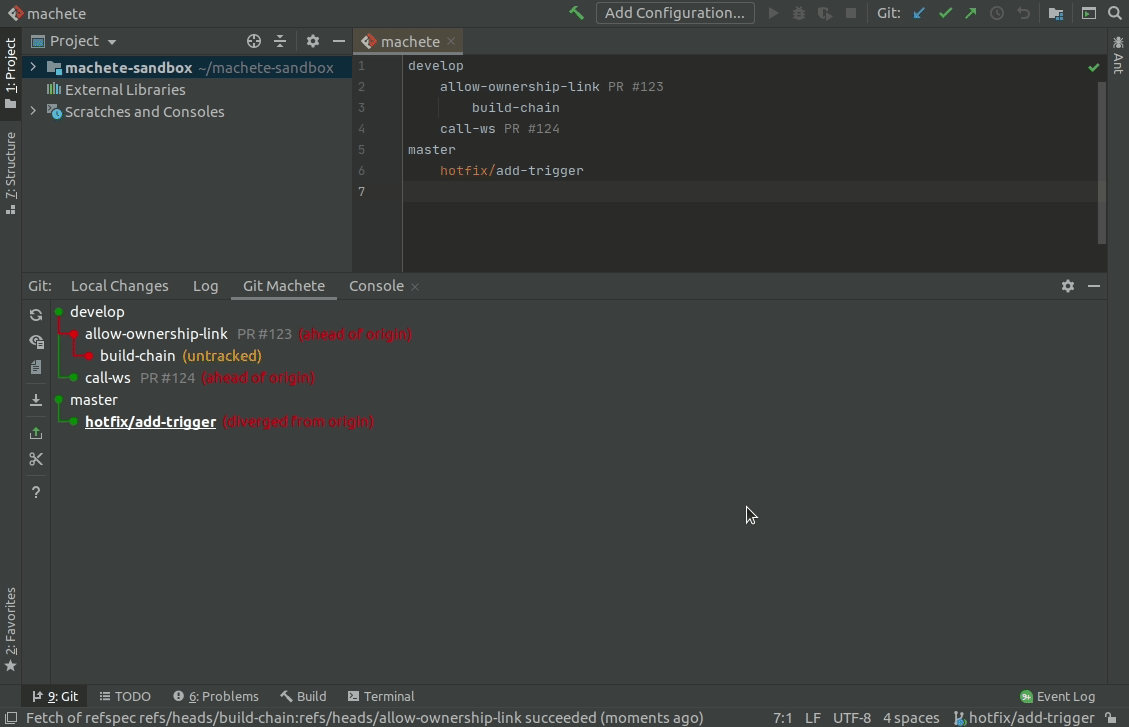 machete
Add Configuration...
Git:
1: Project
Project
machete
machete-sandbox ~/machete-sandbox
External Libraries
Scratches and Consoles
7: Structure
2: Favorites
Ant
1 develop
2 allow-ownership-link PR #123
3 build-chain
4 call-ws PR #124
5 master
6 hotfix/add-trigger
7
Git: Local Changes Log Git Machete Console
develop
allow-ownership-link PR #123 (ahead of origin)
build-chain (untracked)
call-ws PR #124 (ahead of origin)
master
hotfix/add-trigger (diverged from origin)
?
9: Git TODO 6: Problems Build Terminal 9+ Event Log
Fetch of refspec refs/heads/build-chain:refs/heads/allow-ownership-link succeeded (moments ago) 7:1 LF UTF-8 4 spaces hotfix/add-trigger